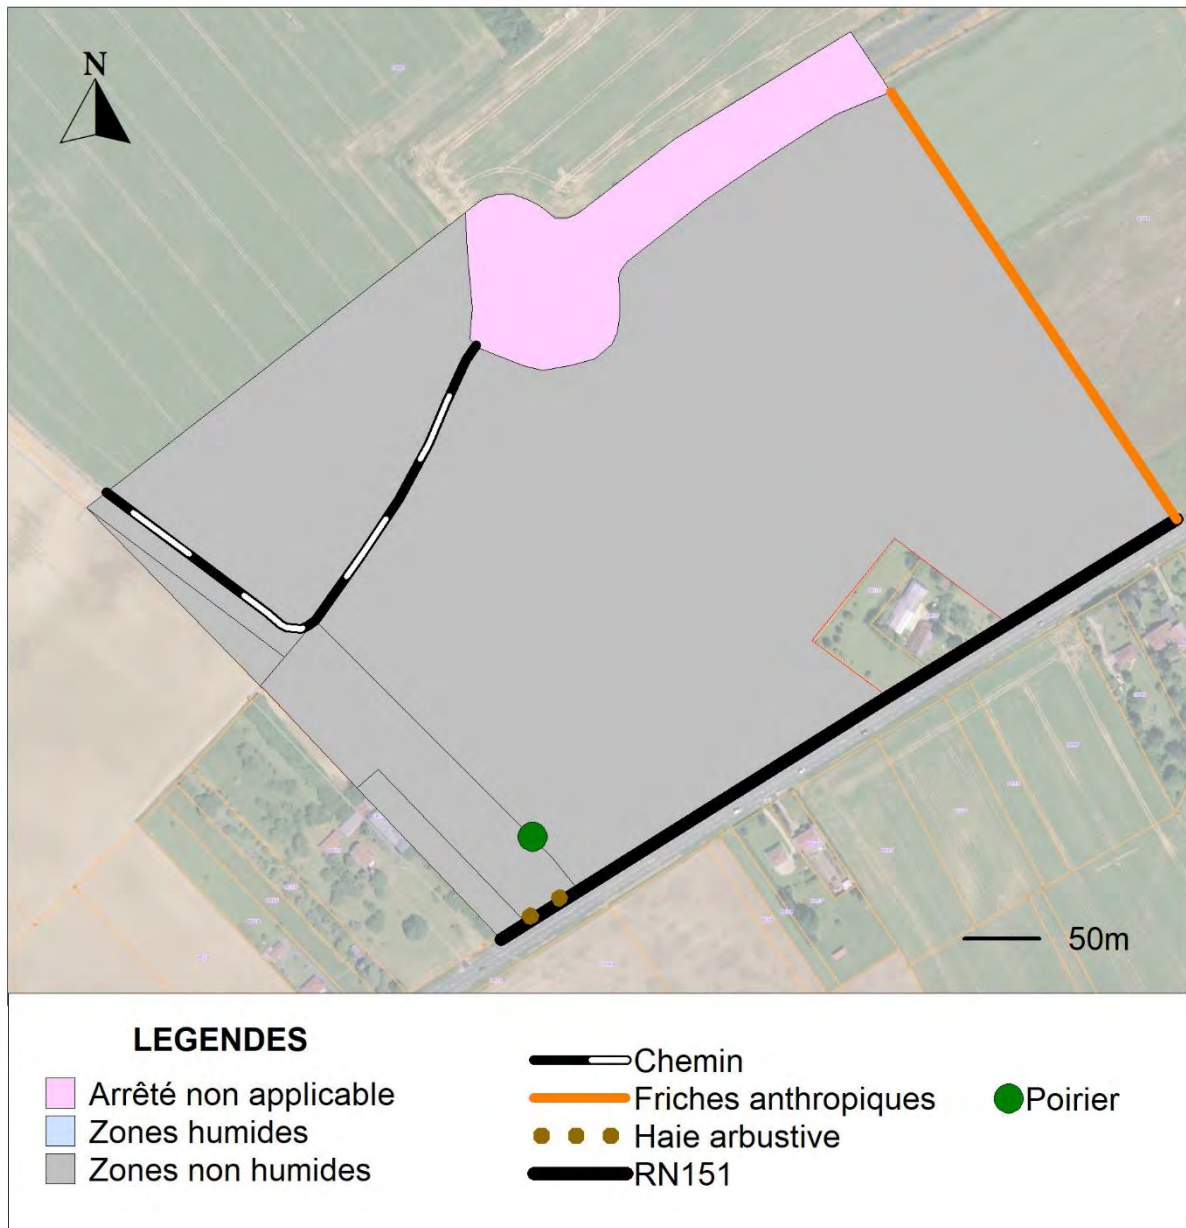 N
50m
LEGENDES
Arrêté non applicable
Zones humides
Zones non humides
Chemin
Friches anthropiques
Haie arbustive
RN151
Poirier